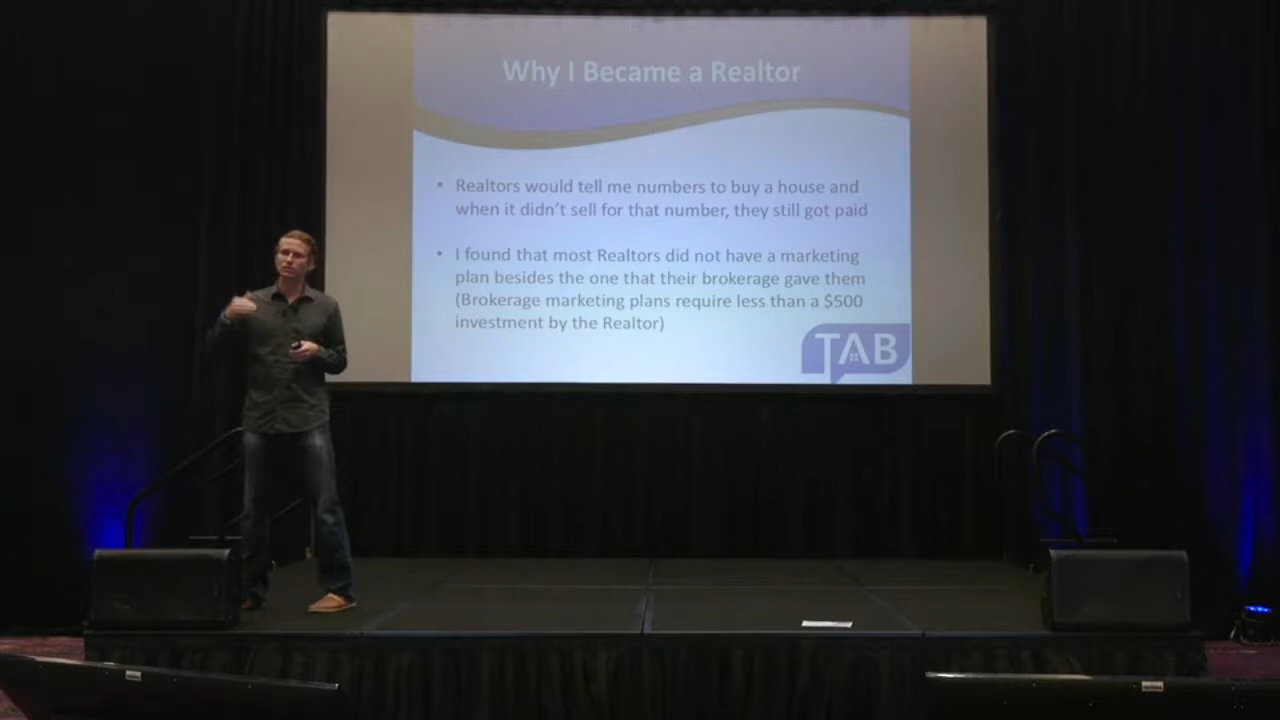 Why I Became a Realtor
• Realtors would tell me numbers to buy a house and
when it didn't sell for that number, they still got paid
• I found that most Realtors did not have a marketing
plan besides the one that their brokerage gave them
(Brokerage marketing plans require less than a $500
investment by the Realtor)
TAB